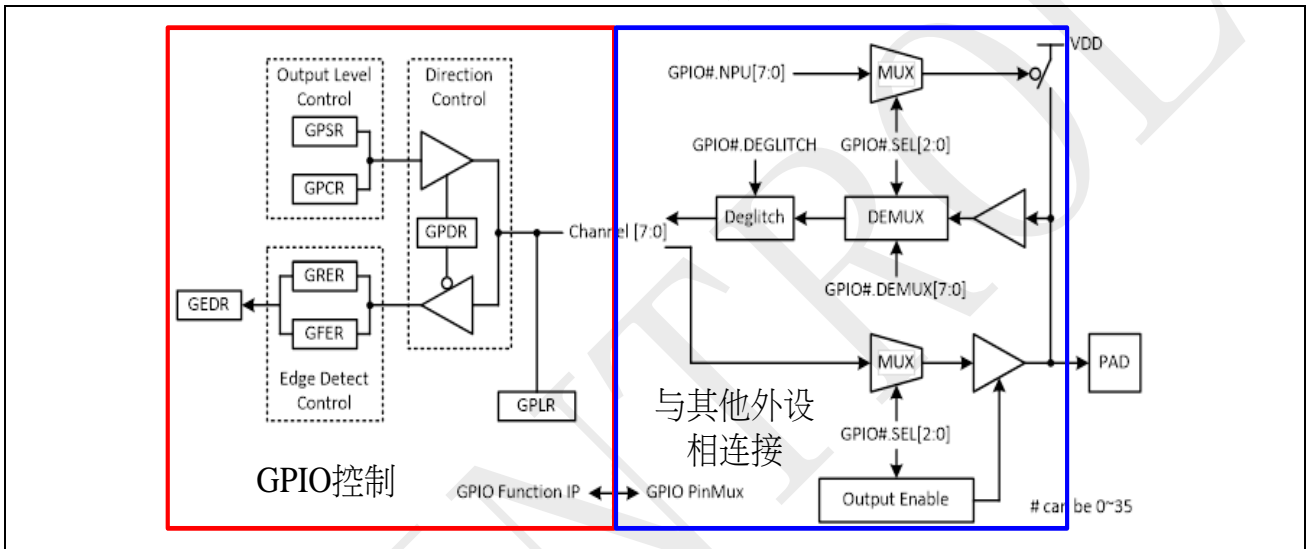 Output Level
Control
GPSR
GPCR
Direction
Control
GPDR
GRER
GFER
GEDR
Edge Detect
Control
GPLR
Channel [7:0]
GPIO控制
GPIO Function IP
GPIO PinMux
GPIO#.NPU[7:0]
MUX
VDD
GPIO#.DEGLITCH
GPIO#.SEL[2:0]
Deglitch
DEMUX
GPIO#.DEMUX[7:0]
MUX
PAD
与其他外设
相连接
GPIO#.SEL[2:0]
Output Enable
# can be 0~35